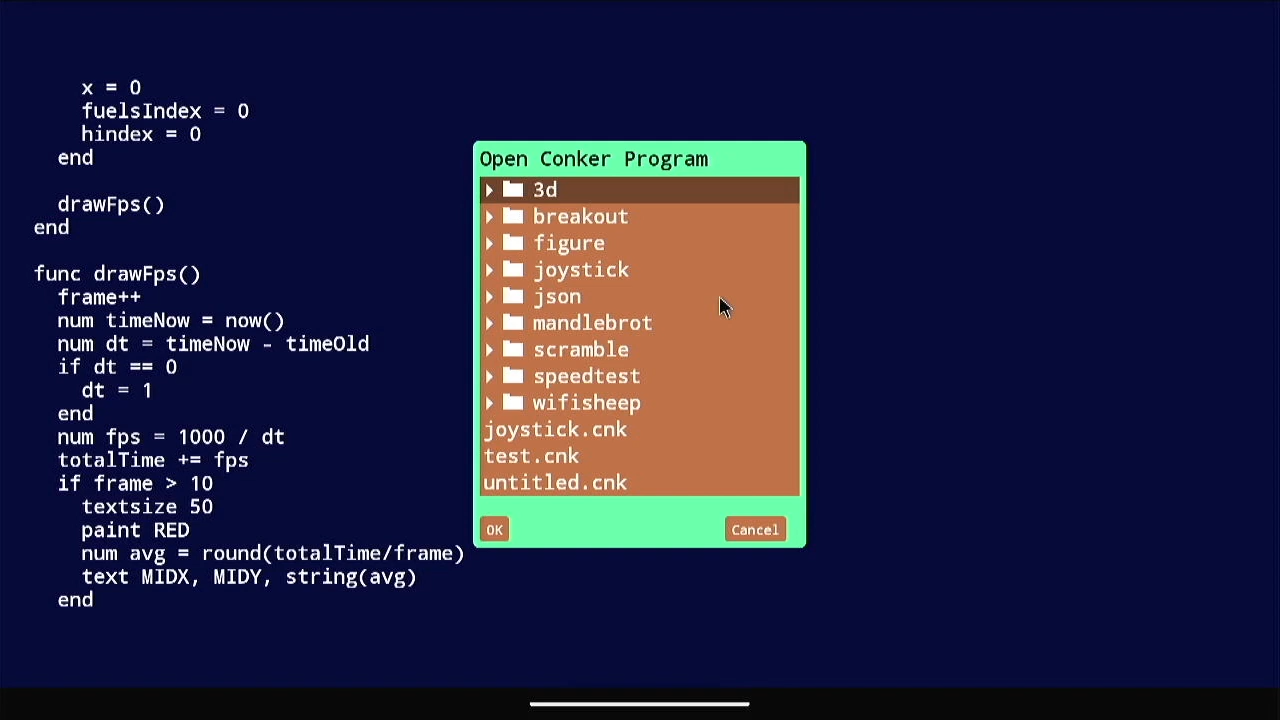 x = 0
fuelsIndex = 0
hindex = 0
end
drawFps()
end
func drawFps()
frame++
num timeNow = now()
num dt = timeNow - timeOld
if dt == 0
dt = 1
end
num fps = 1000 / dt
totalTime += fps
if frame > 10
textsize 50
paint RED
num avg = round(totalTime/frame)
text MIDX, MIDY, string(avg)
end
Open Conker Program
3d
breakout
figure
joystick
json
mandlebrot
scramble
speedtest
wifisheep
joystick.cnk
test.cnk
untitled.cnk
OK
Cancel